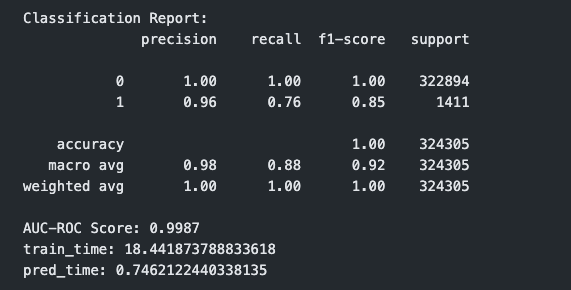 Classification Report:
precision recall f1-score support
0 1.00 1.00 1.00 322894
1 0.96 0.76 0.85 1411
accuracy 1.00 324305
macro avg 0.98 0.88 0.92 324305
weighted avg 1.00 1.00 1.00 324305
AUC-ROC Score: 0.9987
train_time: 18.441873788833618
pred_time: 0.7462122440338135